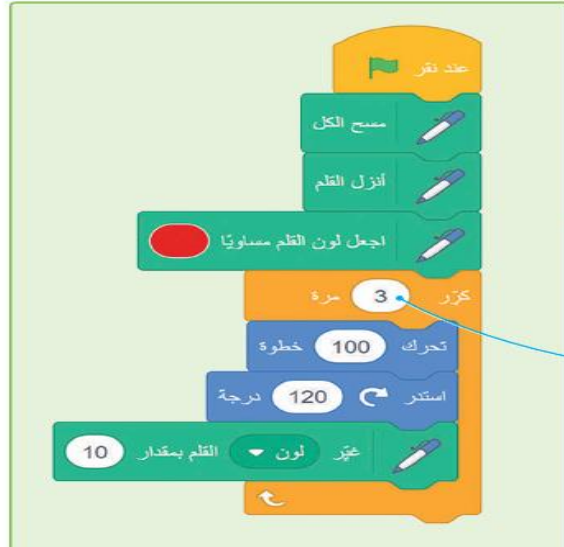 عند نقر
مسح الكل
أنزل القلم
اجعل لون القلم مساويًا
كرّر 3 مرة
تحرك 100 خطوة
استدر 120 درجة
غيّر لون القلم بمقدار 10